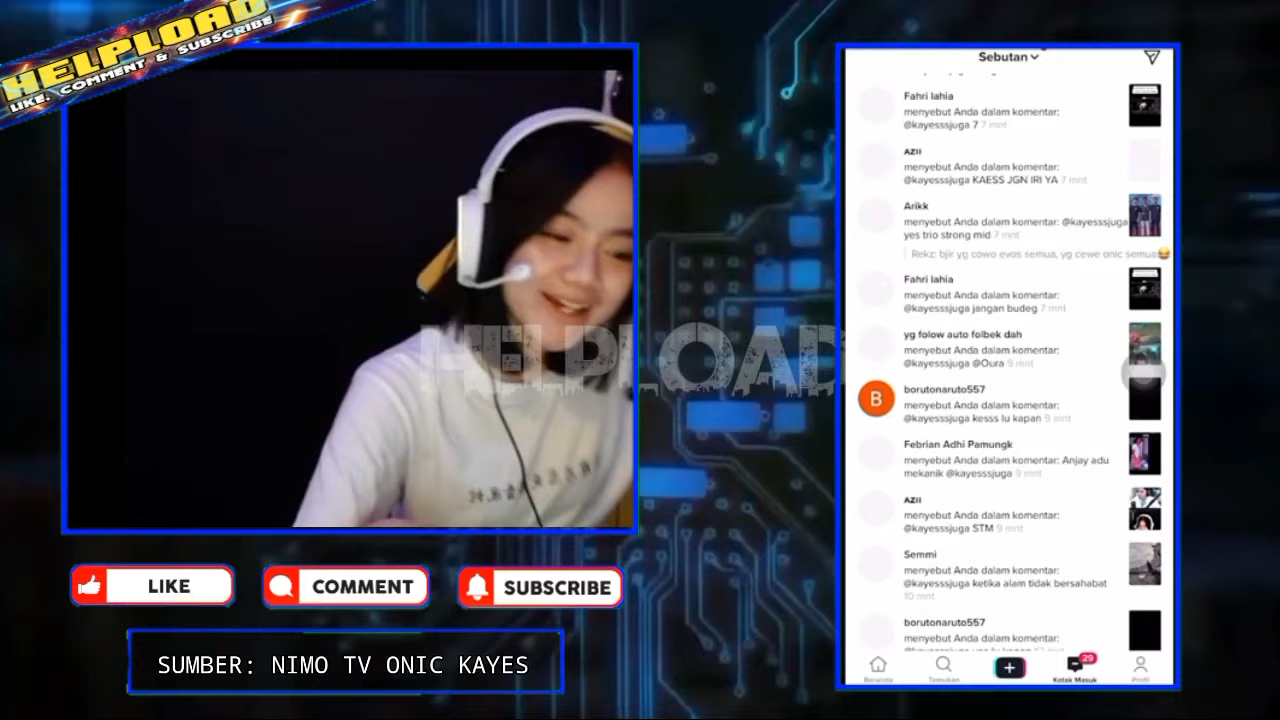 HELPLOAD
LIKE, COMMENT & SUBSCRIBE
HELPLOAD
LIKE
COMMENT
SUBSCRIBE
SUMBER: NIMO TV ONIC KAYES
Sebutan
Fahri lahia
menyebut Anda dalam komentar:
@kayesssjuga 7 7 mnt
AZII
menyebut Anda dalam komentar:
@kayesssjuga KAESS JGN IRI YA 7 mnt
Arikk
menyebut Anda dalam komentar: @kayesssjuga
yes trio strong mid 7 mnt
Rekz: bjir yg cowo evos semua, yg cewe onic semua😂
Fahri lahia
menyebut Anda dalam komentar:
@kayesssjuga jangan budeg 7 mnt
yg folow auto folbek dah
menyebut Anda dalam komentar:
@kayesssjuga @Oura 9 mnt
B
borutonaruto557
menyebut Anda dalam komentar:
@kayesssjuga kesss lu kapan 9 mnt
Febrian Adhi Pamungk
menyebut Anda dalam komentar: Anjay adu
mekanik @kayesssjuga 9 mnt
AZII
menyebut Anda dalam komentar:
@kayesssjuga STM 9 mnt
Semmi
menyebut Anda dalam komentar:
@kayesssjuga ketika alam tidak bersahabat
10 mnt
borutonaruto557
menyebut Anda dalam komentar:
29
Beranda
Temukan
Kotak Masuk
Profil